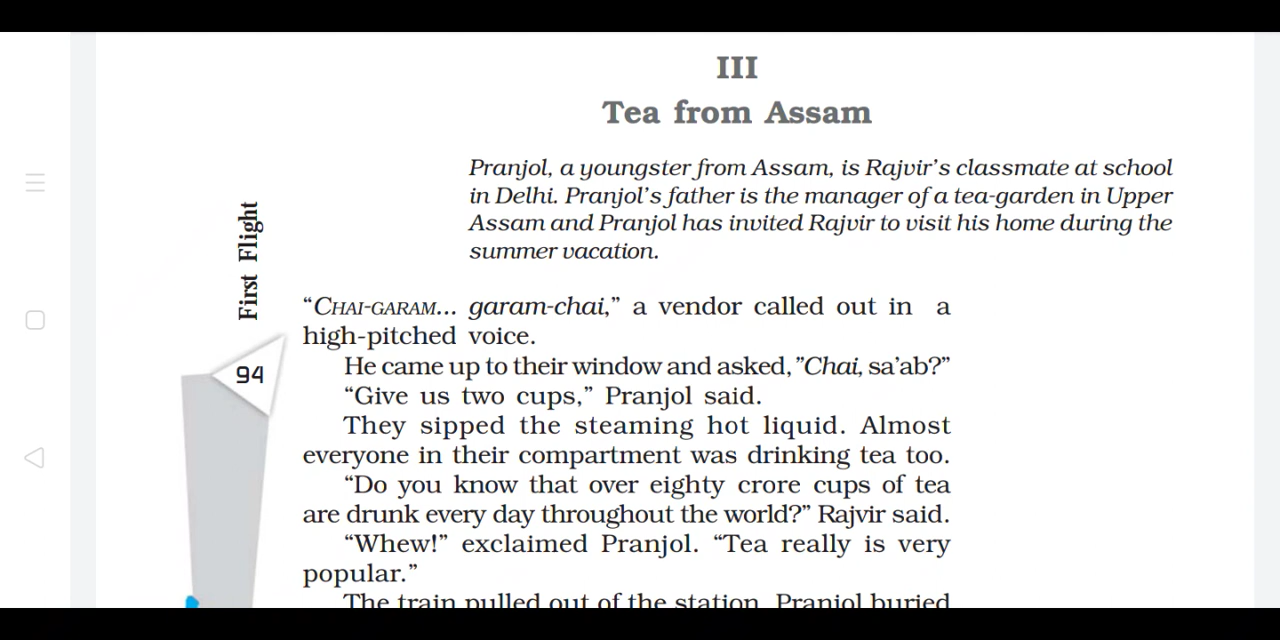 III
Tea from Assam
Pranjol, a youngster from Assam, is Rajvir's classmate at school
in Delhi. Pranjol's father is the manager of a tea-garden in Upper
Assam and Pranjol has invited Rajvir to visit his home during the
summer vacation.
First Flight
94
“CHAI-GARAM... garam-chai,” a vendor called out in a
high-pitched voice.
He came up to their window and asked, ”Chai, sa'ab?”
“Give us two cups,” Pranjol said.
They sipped the steaming hot liquid. Almost
everyone in their compartment was drinking tea too.
“Do you know that over eighty crore cups of tea
are drunk every day throughout the world?” Rajvir said.
“Whew!” exclaimed Pranjol. “Tea really is very
popular.”
The train pulled out of the station. Pranjol buried